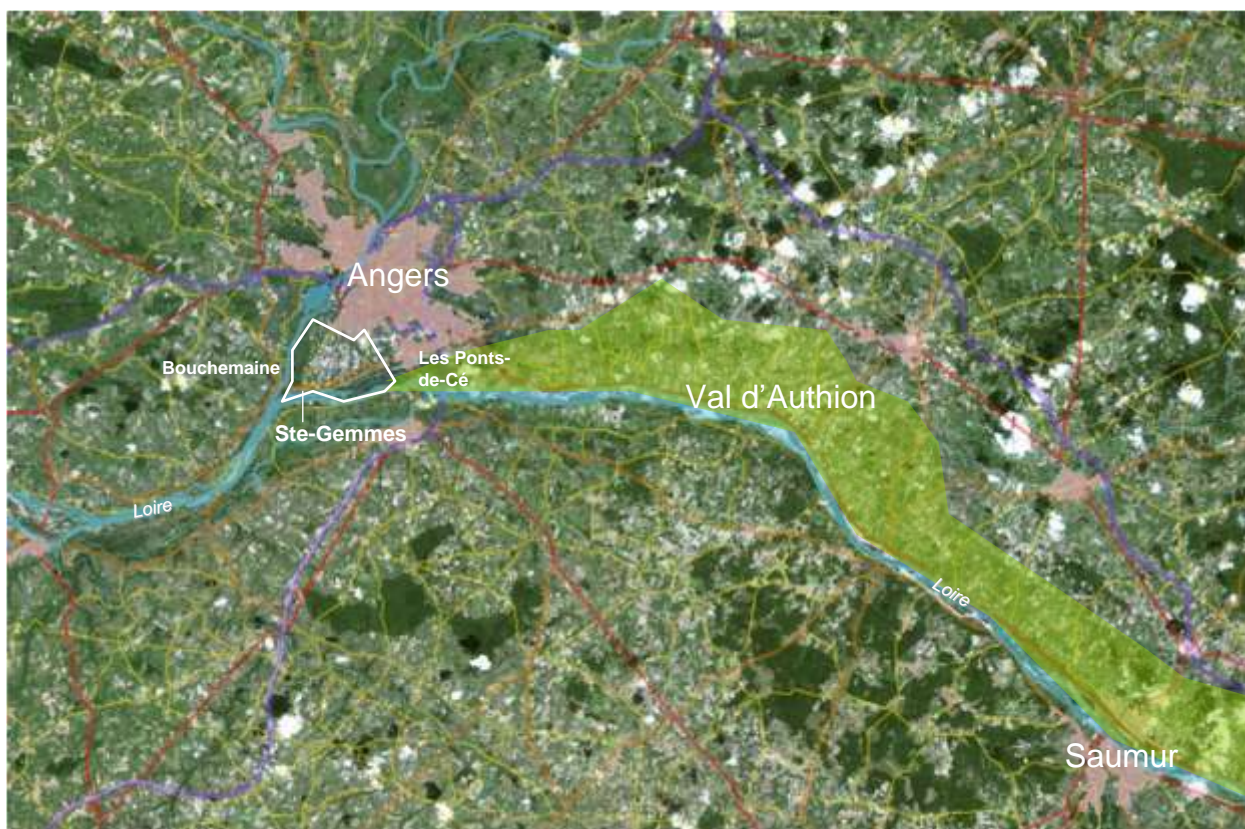 Angers
Bouchemaine
Les Ponts-
de-Cé
Val d'Authion
Ste-Gemmes
Loire
Loire
Saumur